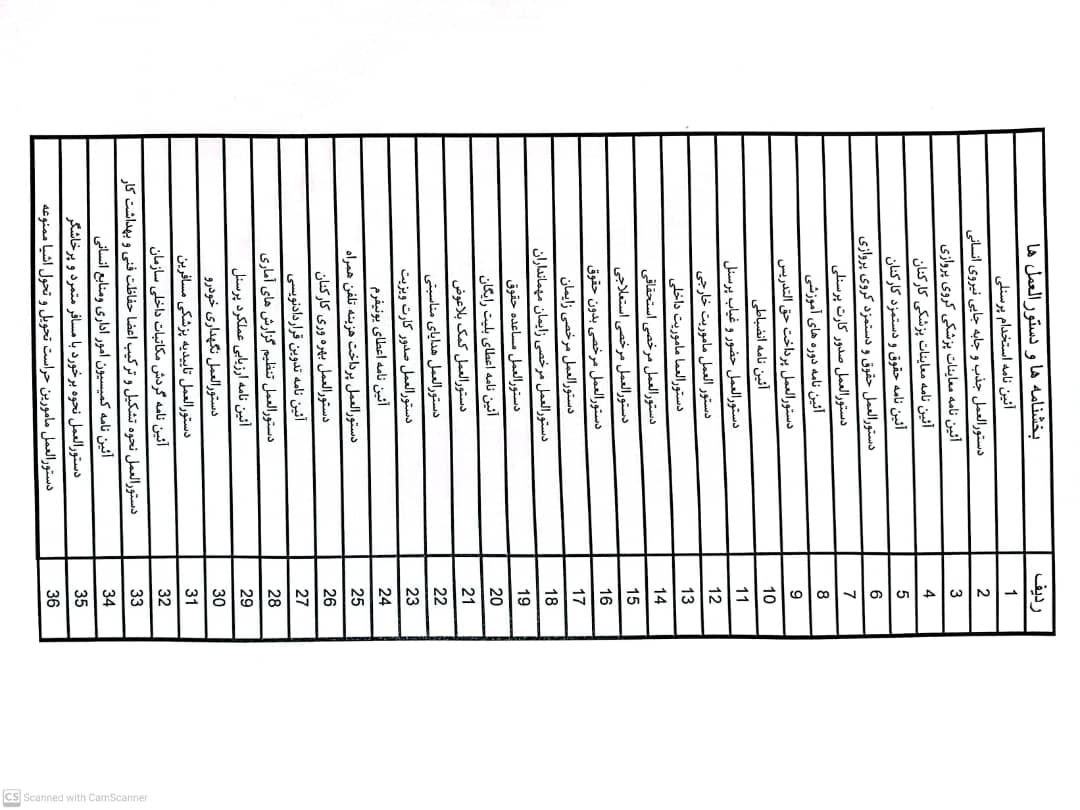 ردیف بخشنامه ها و دستورالعمل ها
1 آئین نامه استخدام پرسنلی
2 دستورالعمل جذب و جابه جایی نیروی انسانی
3 آئین نامه معاینات پزشکی کروی پروازی
4 آئین نامه معاینات پزشکی کارکنان
5 آئین نامه حقوق و دستمزد کارکنان
6 دستورالعمل حقوق و دستمزد کروی پروازی
7 دستورالعمل صدور کارت پرسنلی
8 آئین نامه دوره های آموزشی
9 دستورالعمل پرداخت حق التدریس
10 آئین نامه انضباطی
11 دستورالعمل حضور و غیاب پرسنل
12 دستور العمل ماموریت خارجی
13 دستورالعما ماموریت داخلی
14 دستورالعمل مرخصی استحقاقی
15 دستورالعمل مرخصی استعلاجی
16 دستورالعمل مرخصی بدون حقوق
17 دستورالعمل مرخصی زایمان
18 دستورالعمل مرخصی زایمان مهمانداران
19 دستورالعمل مساعده حقوق
20 آئین نامه اعطای بلیت رایگان
21 دستورالعمل کمک بلاعوض
22 دستورالعمل هدایای مناسبتی
23 دستورالعمل صدور کارت ویزیت
24 آئین نامه اعطای یونیفرم
25 دستورالعمل پرداخت هزینه تلفن همراه
26 دستورالعمل بهره وری کارکنان
27 آئین نامه تدوین قراردادنویسی
28 دستورالعمل تنظیم گزارش های آماری
29 آئین نامه ارزیابی عملکرد پرسنل
30 دستورالعمل نگهداری خودرو
31 دستورالعمل تاییدیه پزشکی مسافرین
32 آئین نامه گردش مکاتبات داخلی سازمان
33 دستورالعمل نحوه تشکیل و ترکیب اعضا حفاظت فنی و بهداشت کار
34 آئین نامه کمیسیون امور اداری ومنابع انسانی
35 دستورالعمل نحوه برخورد با مسافر متمرد و پرخاشگر
36 دستورالعمل مامورین حراست تحویل و تحول اشیا ممنوعه
CS Scanned with CamScanner